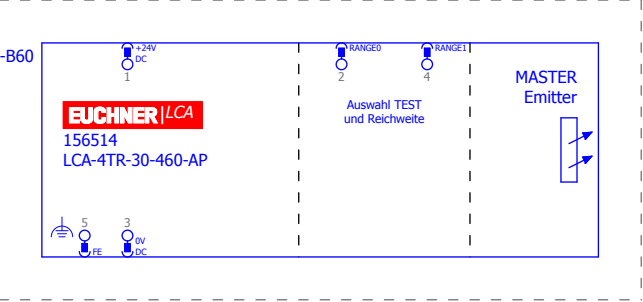 -B60
+24V
DC
1
RANGE0
2
RANGE1
4
MASTER
Emitter
EUCHNER|LCA
156514
LCA-4TR-30-460-AP
Auswahl TEST
und Reichweite
5
FE
3
0V
DC